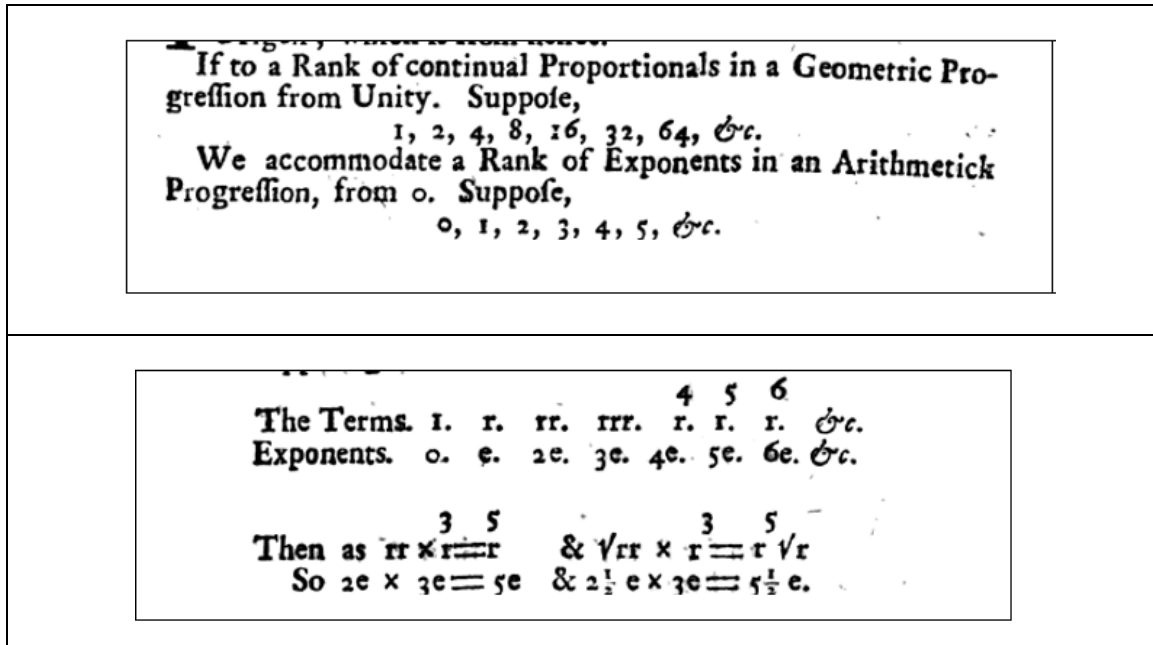 If to a Rank of continual Proportionals in a Geometric Pro-
greſſion from Unity. Suppoſe,
1, 2, 4, 8, 16, 32, 64, &c.
We accommodate a Rank of Exponents in an Arithmetick
Progreſſion, from 0. Suppoſe,
0, 1, 2, 3, 4, 5, &c.
4 5 6
The Terms. 1. r. rr. rrr. r. r. r. &c.
Exponents. 0. e. 2e. 3e. 4e. 5e. 6e. &c.
3 5 3 5
Then as rr × r=r & √rr × r=r √r
So 2e × 3e=5e & 2½ e × 3e=5½ e.